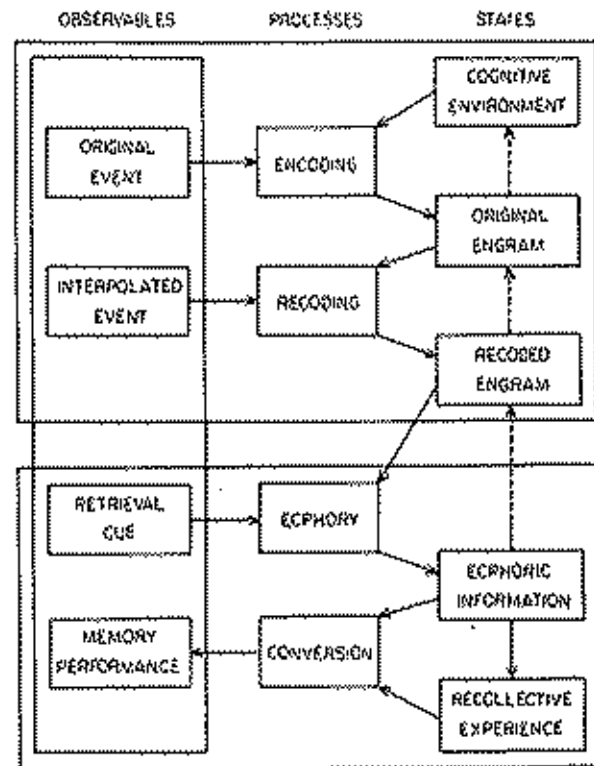 OBSERVABLES PROCESSES STATES
COGNITIVE
ENVIRONMENT
ORIGINAL
EVENT
ENCODING
ORIGINAL
ENGRAM
INTERPOLATED
EVENT
RECODING
RECODED
ENGRAM
RETRIEVAL
CUE
ECPHORY
ECPHORIC
INFORMATION
MEMORY
PERFORMANCE
CONVERSION
RECOLLECTIVE
EXPERIENCE